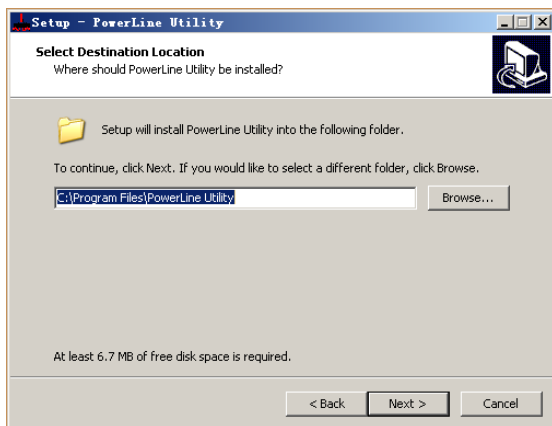 Setup - PowerLine Utility
Select Destination Location
Where should PowerLine Utility be installed?
Setup will install PowerLine Utility into the following folder.
To continue, click Next. If you would like to select a different folder, click Browse.
C:\Program Files\PowerLine Utility
Browse...
At least 6.7 MB of free disk space is required.
< Back
Next >
Cancel